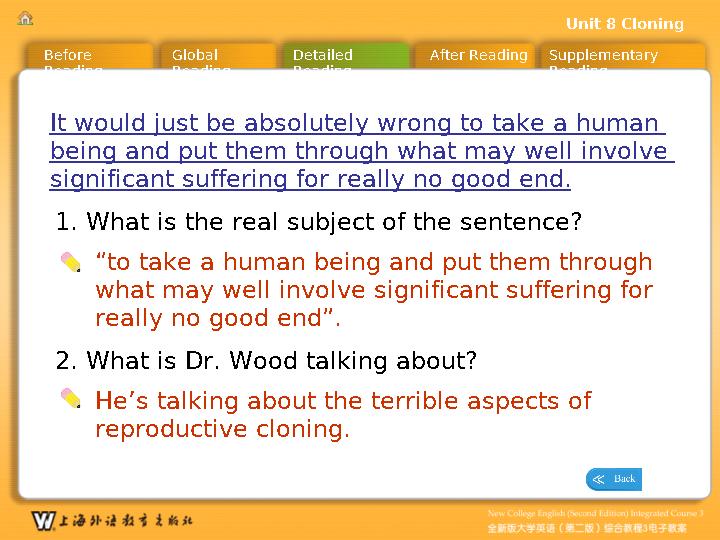 Unit 8 Cloning
Before Reading
Global Reading
Detailed Reading
After Reading
Supplementary Reading
It would just be absolutely wrong to take a human
being and put them through what may well involve
significant suffering for really no good end.
1. What is the real subject of the sentence?
“to take a human being and put them through
what may well involve significant suffering for
really no good end”.
2. What is Dr. Wood talking about?
He’s talking about the terrible aspects of
reproductive cloning.
Back
上海外语教育出版社
New College English (Second Edition) Integrated Course 3
全新版大学英语（第二版）综合教程3电子教案